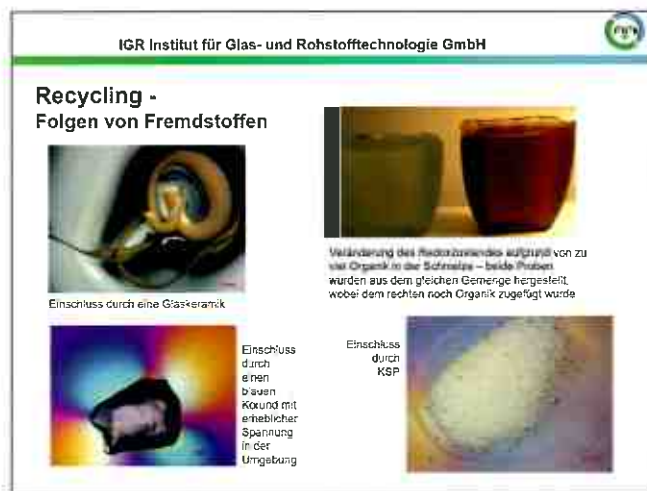 IGR Institut für Glas- und Rohstofftechnologie GmbH
Recycling -
Folgen von Fremdstoffen
Einschluss durch eine Glaskeramik
Veränderung des Redoxzustandes aufgrund von zu
viel Organik in der Schmelze – beide Proben
wurden aus dem gleichen Gemenge hergestellt,
wobei dem rechten noch Organik zugefügt wurde
Einschluss
durch
einen
blauen
Korund mit
erheblicher
Spannung
in der
Umgebung
Einschluss
durch
KSP